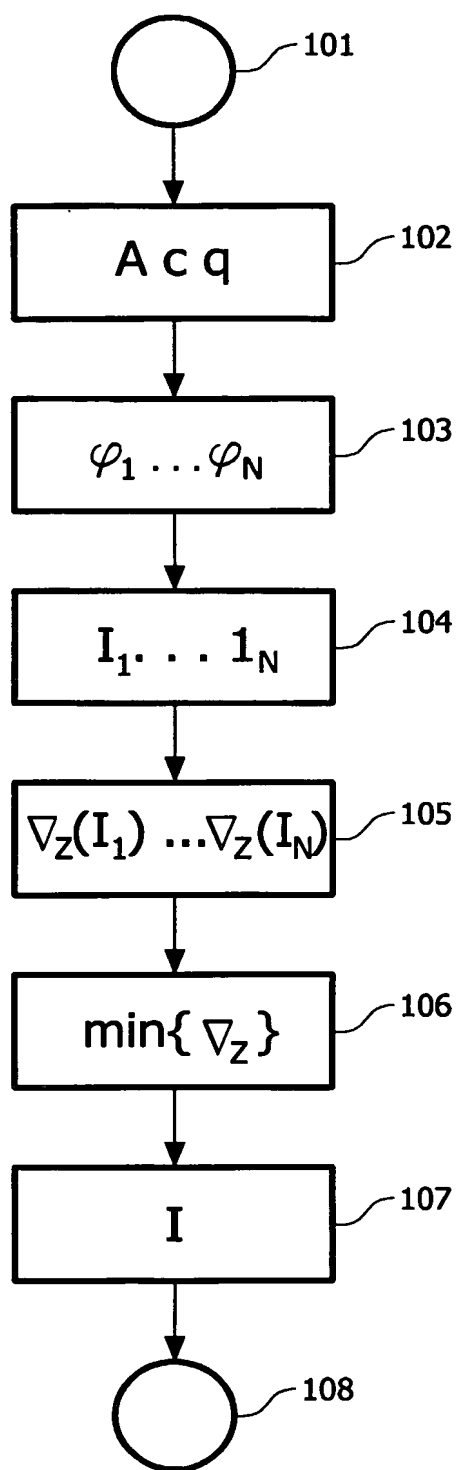 101
A c q
102
φ₁ ... φN
103
I₁ . . . 1N
104
∇Z(I₁) ...∇Z(IN)
105
min{ ∇Z }
106
I
107
108